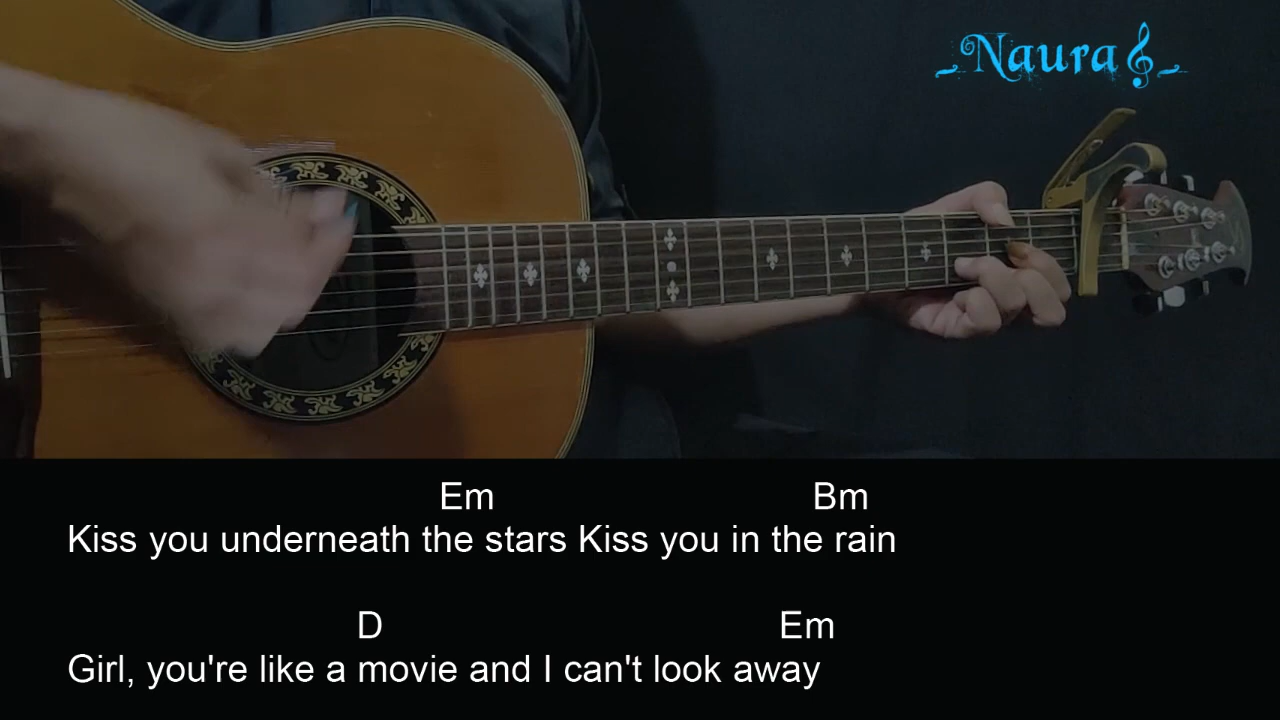 Naura
Em Bm
Kiss you underneath the stars Kiss you in the rain
D Em
Girl, you're like a movie and I can't look away